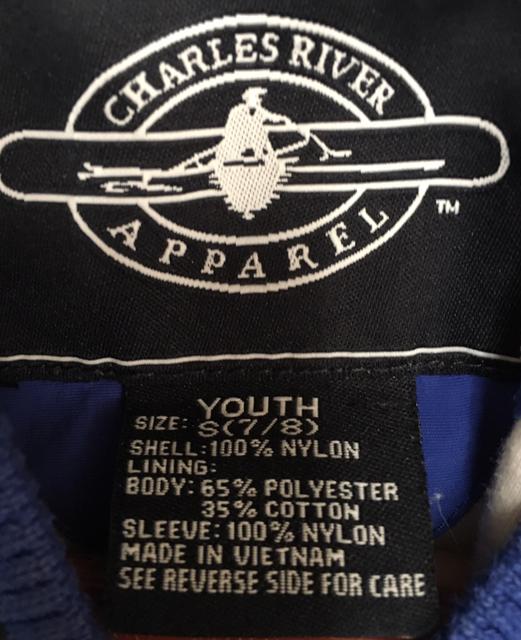 CHARLES RIVER
APPAREL
TM
YOUTH
SIZE: S(7/8)
SHELL:100% NYLON
LINING:
BODY: 65% POLYESTER
35% COTTON
SLEEVE: 100% NYLON
MADE IN VIETNAM
SEE REVERSE SIDE FOR CARE